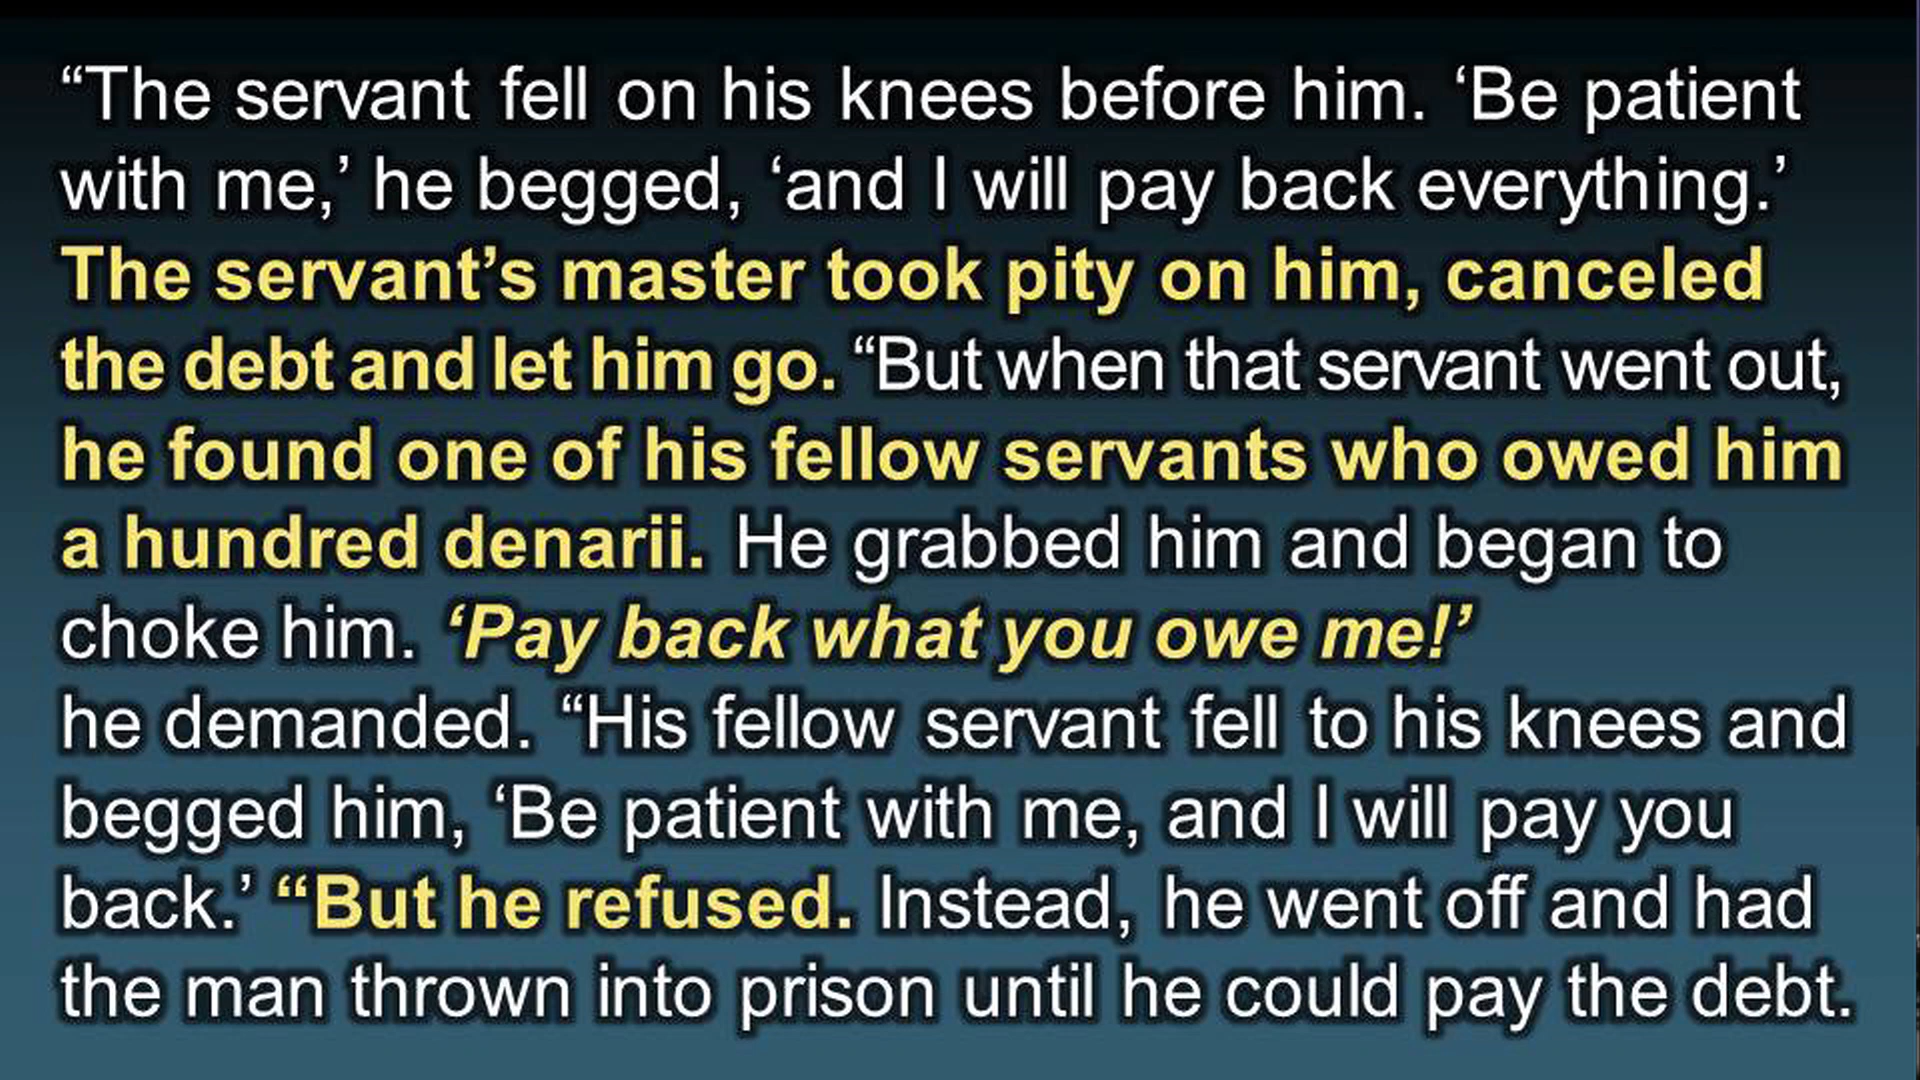 “The servant fell on his knees before him. ‘Be patient
with me,’ he begged, ‘and I will pay back everything.’
The servant’s master took pity on him, canceled
the debt and let him go. “But when that servant went out,
he found one of his fellow servants who owed him
a hundred denarii. He grabbed him and began to
choke him. ‘Pay back what you owe me!’
he demanded. “His fellow servant fell to his knees and
begged him, ‘Be patient with me, and I will pay you
back.’ “But he refused. Instead, he went off and had
the man thrown into prison until he could pay the debt.